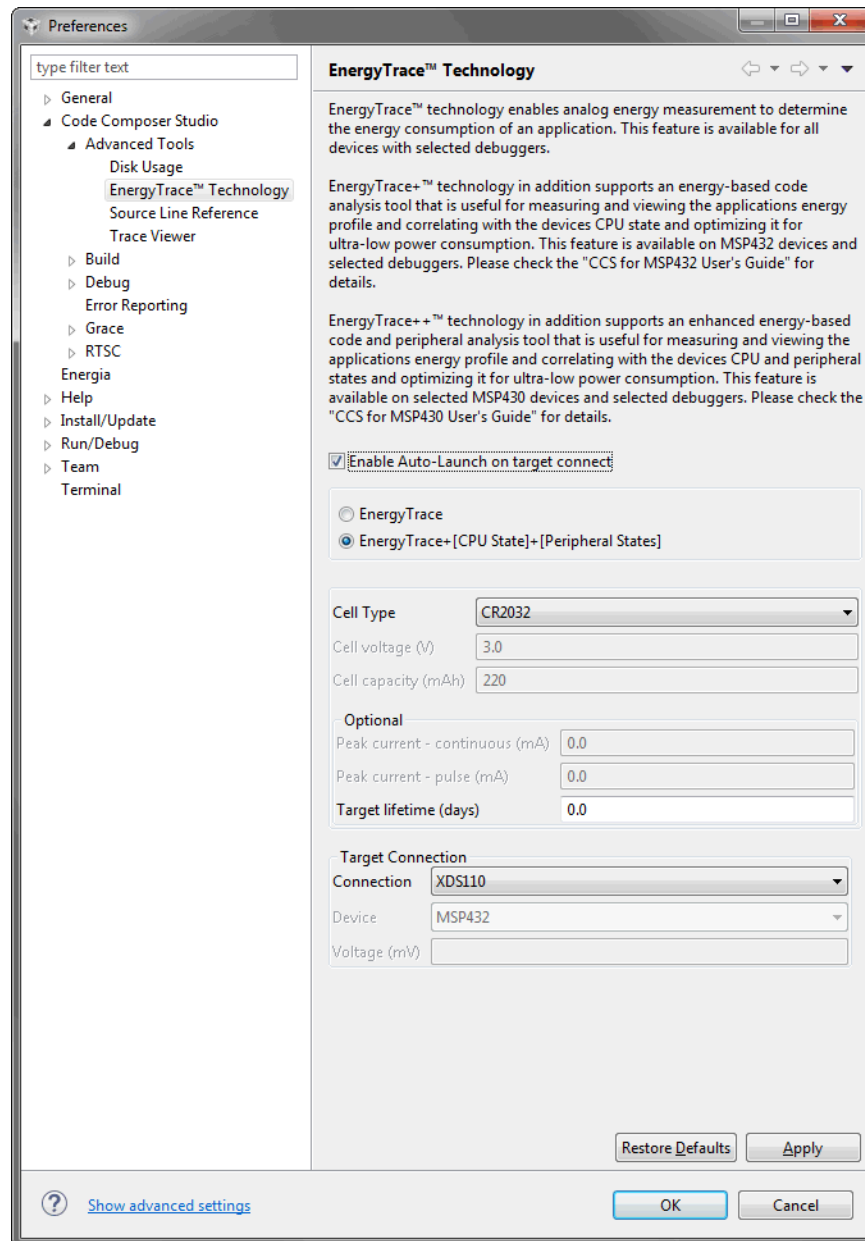 Preferences
type filter text
General
Code Composer Studio
Advanced Tools
Disk Usage
EnergyTrace™ Technology
Source Line Reference
Trace Viewer
Build
Debug
Error Reporting
Grace
RTSC
Energia
Help
Install/Update
Run/Debug
Team
Terminal
EnergyTrace™ Technology
EnergyTrace™ technology enables analog energy measurement to determine
the energy consumption of an application. This feature is available for all
devices with selected debuggers.
EnergyTrace+™ technology in addition supports an energy-based code
analysis tool that is useful for measuring and viewing the applications energy
profile and correlating with the devices CPU state and optimizing it for
ultra-low power consumption. This feature is available on MSP432 devices and
selected debuggers. Please check the "CCS for MSP432 User's Guide" for
details.
EnergyTrace++™ technology in addition supports an enhanced energy-based
code and peripheral analysis tool that is useful for measuring and viewing the
applications energy profile and correlating with the devices CPU and peripheral
states and optimizing it for ultra-low power consumption. This feature is
available on selected MSP430 devices and selected debuggers. Please check the
"CCS for MSP430 User's Guide" for details.
Enable Auto-Launch on target connect
EnergyTrace
EnergyTrace+[CPU State]+[Peripheral States]
Cell Type CR2032
Cell voltage (V) 3.0
Cell capacity (mAh) 220
Optional
Peak current - continuous (mA) 0.0
Peak current - pulse (mA) 0.0
Target lifetime (days) 0.0
Target Connection
Connection XDS110
Device MSP432
Voltage (mV)
Restore Defaults Apply
? Show advanced settings OK Cancel